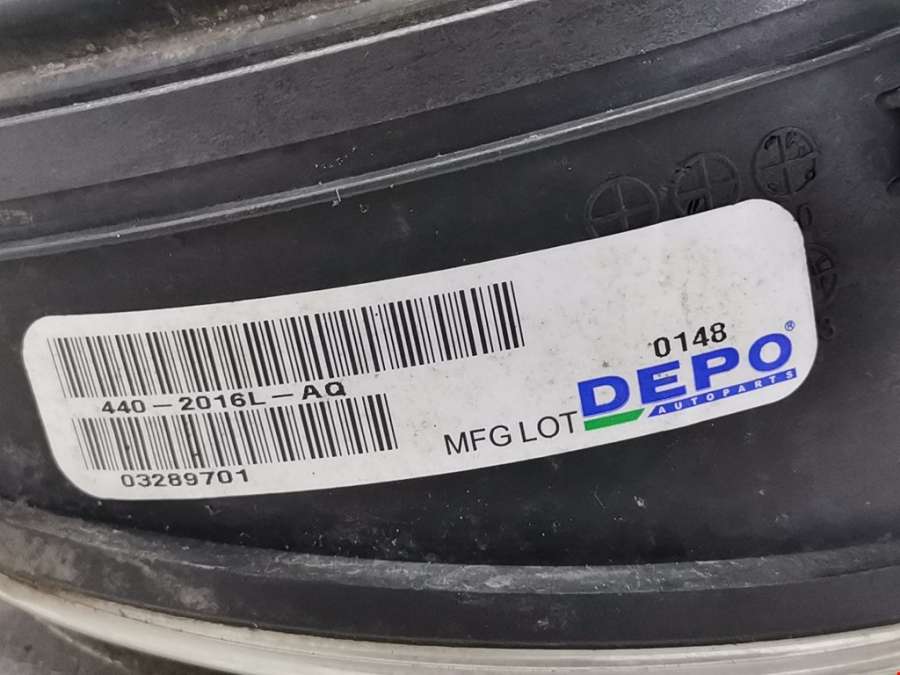 440-2016L-AQ
03289701
MFG LOT
0148
DEPO®
AUTOPARTS